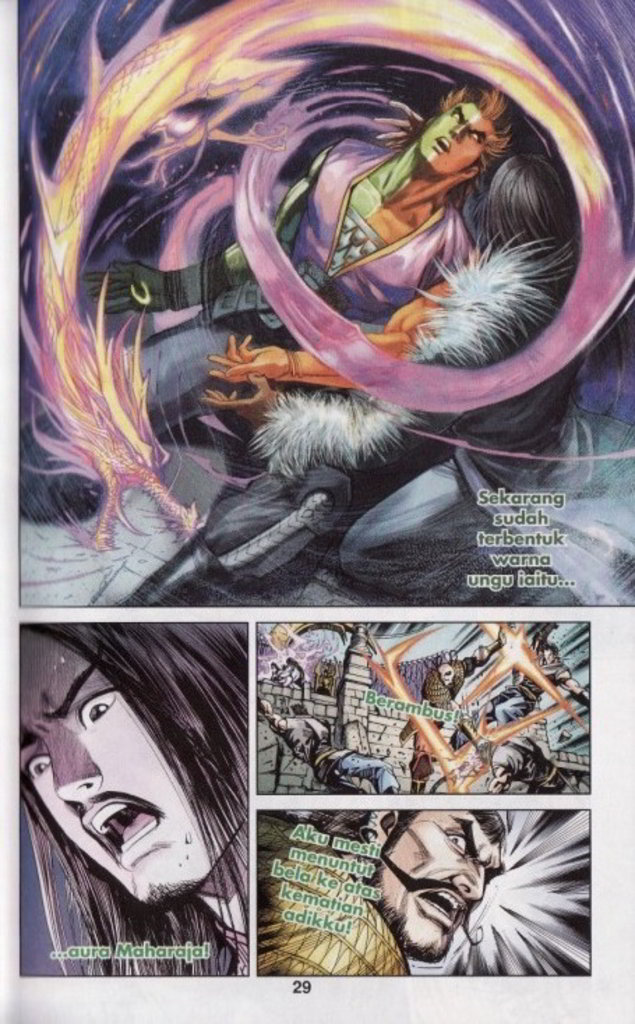 Sekarang
sudah
terbentuk
warna
ungu iaitu...
...aura Maharaja!
Berambus!
Aku mesti
menuntut
bela ke atas
kematian
adikku!
29